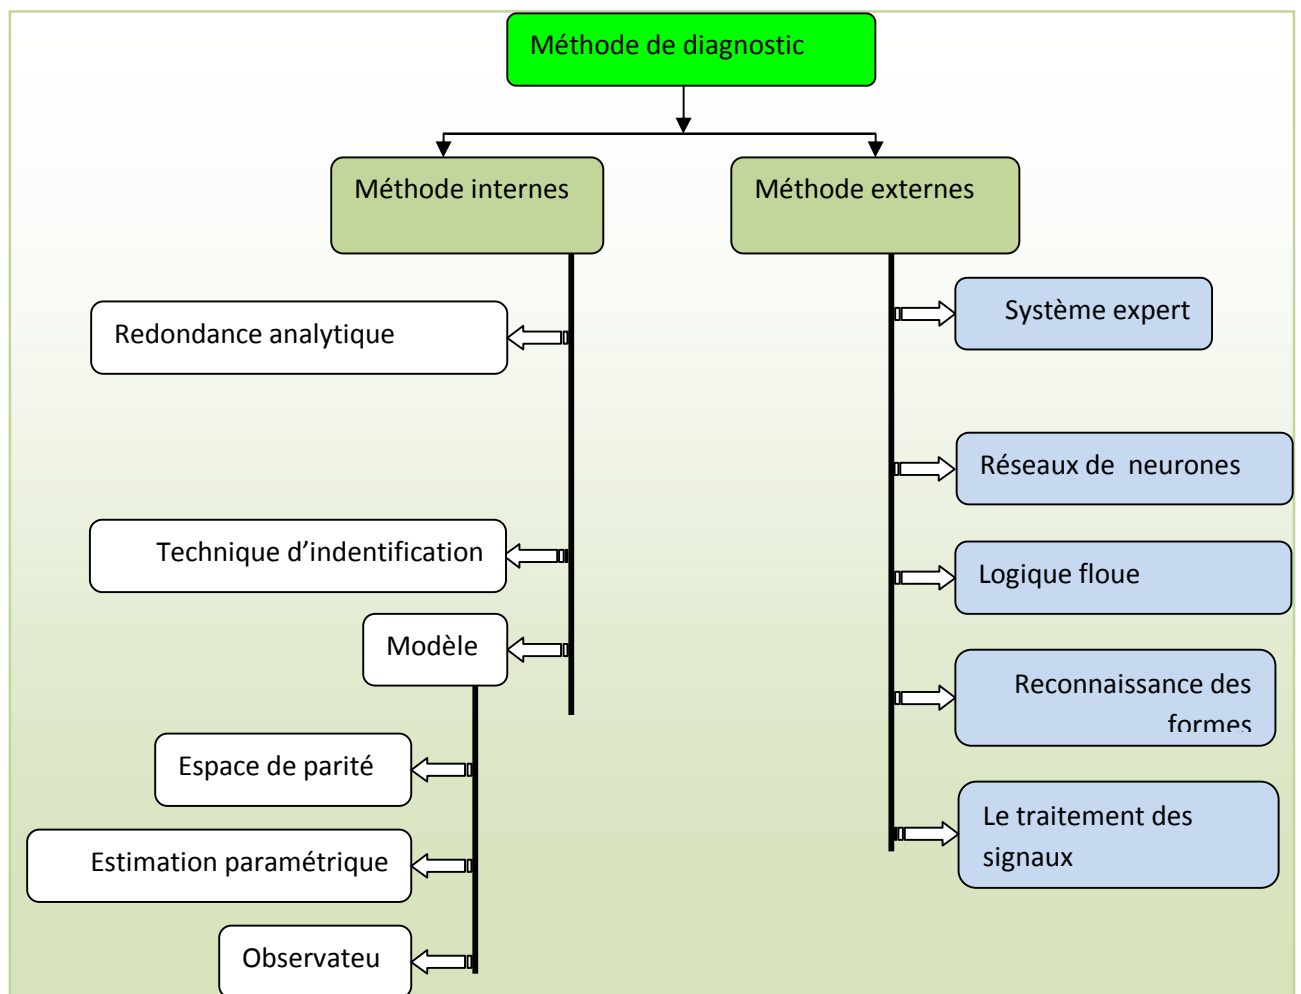 Méthode de diagnostic
Méthode internes
Méthode externes
Redondance analytique
Système expert
Réseaux de neurones
Technique d'indentification
Logique floue
Modèle
Reconnaissance des
formes
Espace de parité
Le traitement des
signaux
Estimation paramétrique
Observateu